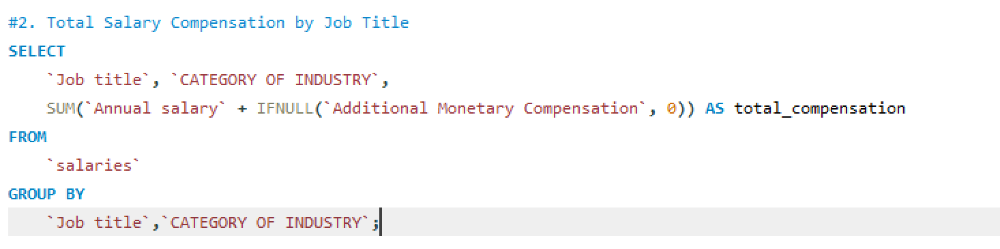 #2. Total Salary Compensation by Job Title
SELECT
    `Job title`, `CATEGORY OF INDUSTRY`,
    SUM(`Annual salary` + IFNULL(`Additional Monetary Compensation`, 0)) AS total_compensation
FROM
    `salaries`
GROUP BY
    `Job title`,`CATEGORY OF INDUSTRY`;